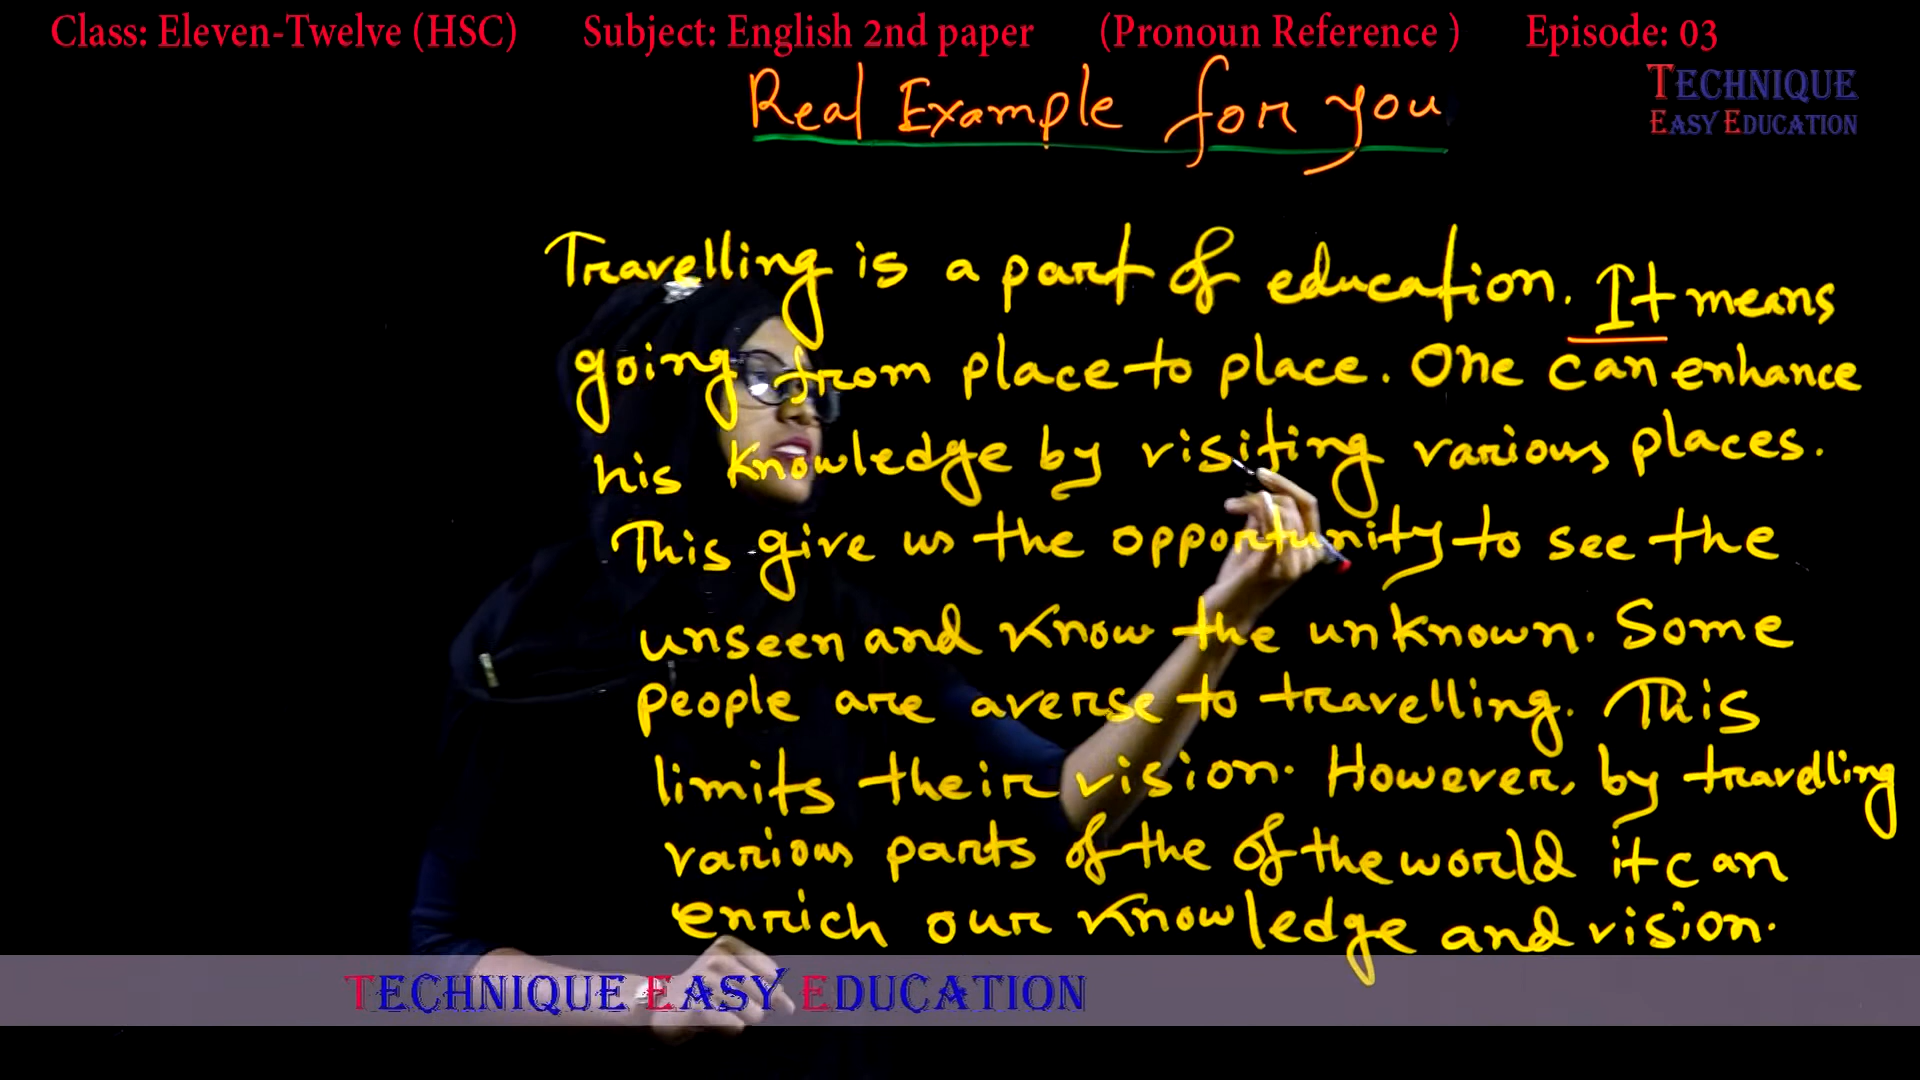 Class: Eleven-Twelve (HSC) Subject: English 2nd paper (Pronoun Reference ) Episode: 03
TECHNIQUE
EASY EDUCATION
Real Example for you
Travelling is a part of education. It means
going from place to place. One can enhance
his knowledge by visiting various places.
This give us the opportunity to see the
unseen and know the unknown. Some
people are averse to travelling. This
limits their vision. However, by travelling
various parts of the of the world it can
enrich our knowledge and vision.
TECHNIQUE EASY EDUCATION